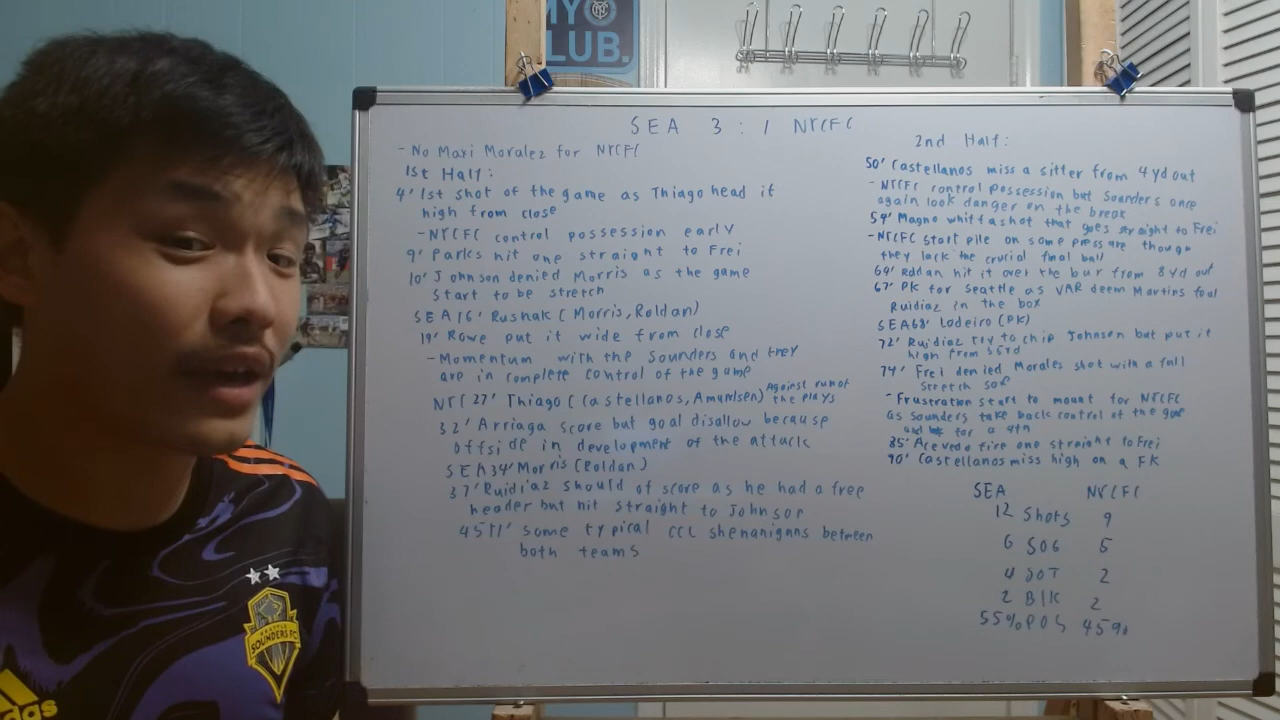 MY
CLUB.
SEA 3 : 1 NYCFC
- No Maxi Moralez for NYCFC
1st Half:
4' 1st shot of the game as Thiago head it
high from close
- NYCFC control possession early
9' Parks hit one straight to Frei
10' Johnson denied Morris as the game
start to be stretch
SEA 16' Rusnak (Morris, Roldan)
19' Rowe put it wide from close
- Momentum with the Sounders and they
are in complete control of the game
NYC 27' Thiago (Castellanos, Amundsen) Against run of
the plays
32' Arriaga score but goal disallow because
offside in development of the attack
SEA 34' Morris (Roldan)
37' Ruidiaz should of score as he had a free
header but hit straight to Johnson
45+1' some typical CCL shenanigans between
both teams
2nd Half:
50' Castellanos miss a sitter from 4yd out
- NYCFC control possession but Sounders once
again look danger on the break
59' Magno whiff a shot that goes straight to Frei
- NYCFC start pile on some pressure though
they lack the crucial final ball
Roldan hit it over the bar from 8yd out
67' PK for Seattle as VAR deem Martins foul
Ruidiaz in the box
SEA 68' Lodeiro (PK)
72' Ruidiaz try to chip Johnson but put it
high from
74' Frei denied Morales shot with a full
stretch
- Frustration start to mount for NYCFC
as Sounders take back control of the
and for a 4th
85' Acevedo fire one straight to Frei
90' Castellanos miss high on a FK
SEA NYCFC
12 Shots 9
6 SOG 5
4 SOT 2
2 Blk 2
55% POS 45%
SEATTLE
SOUNDERS FC
adidas